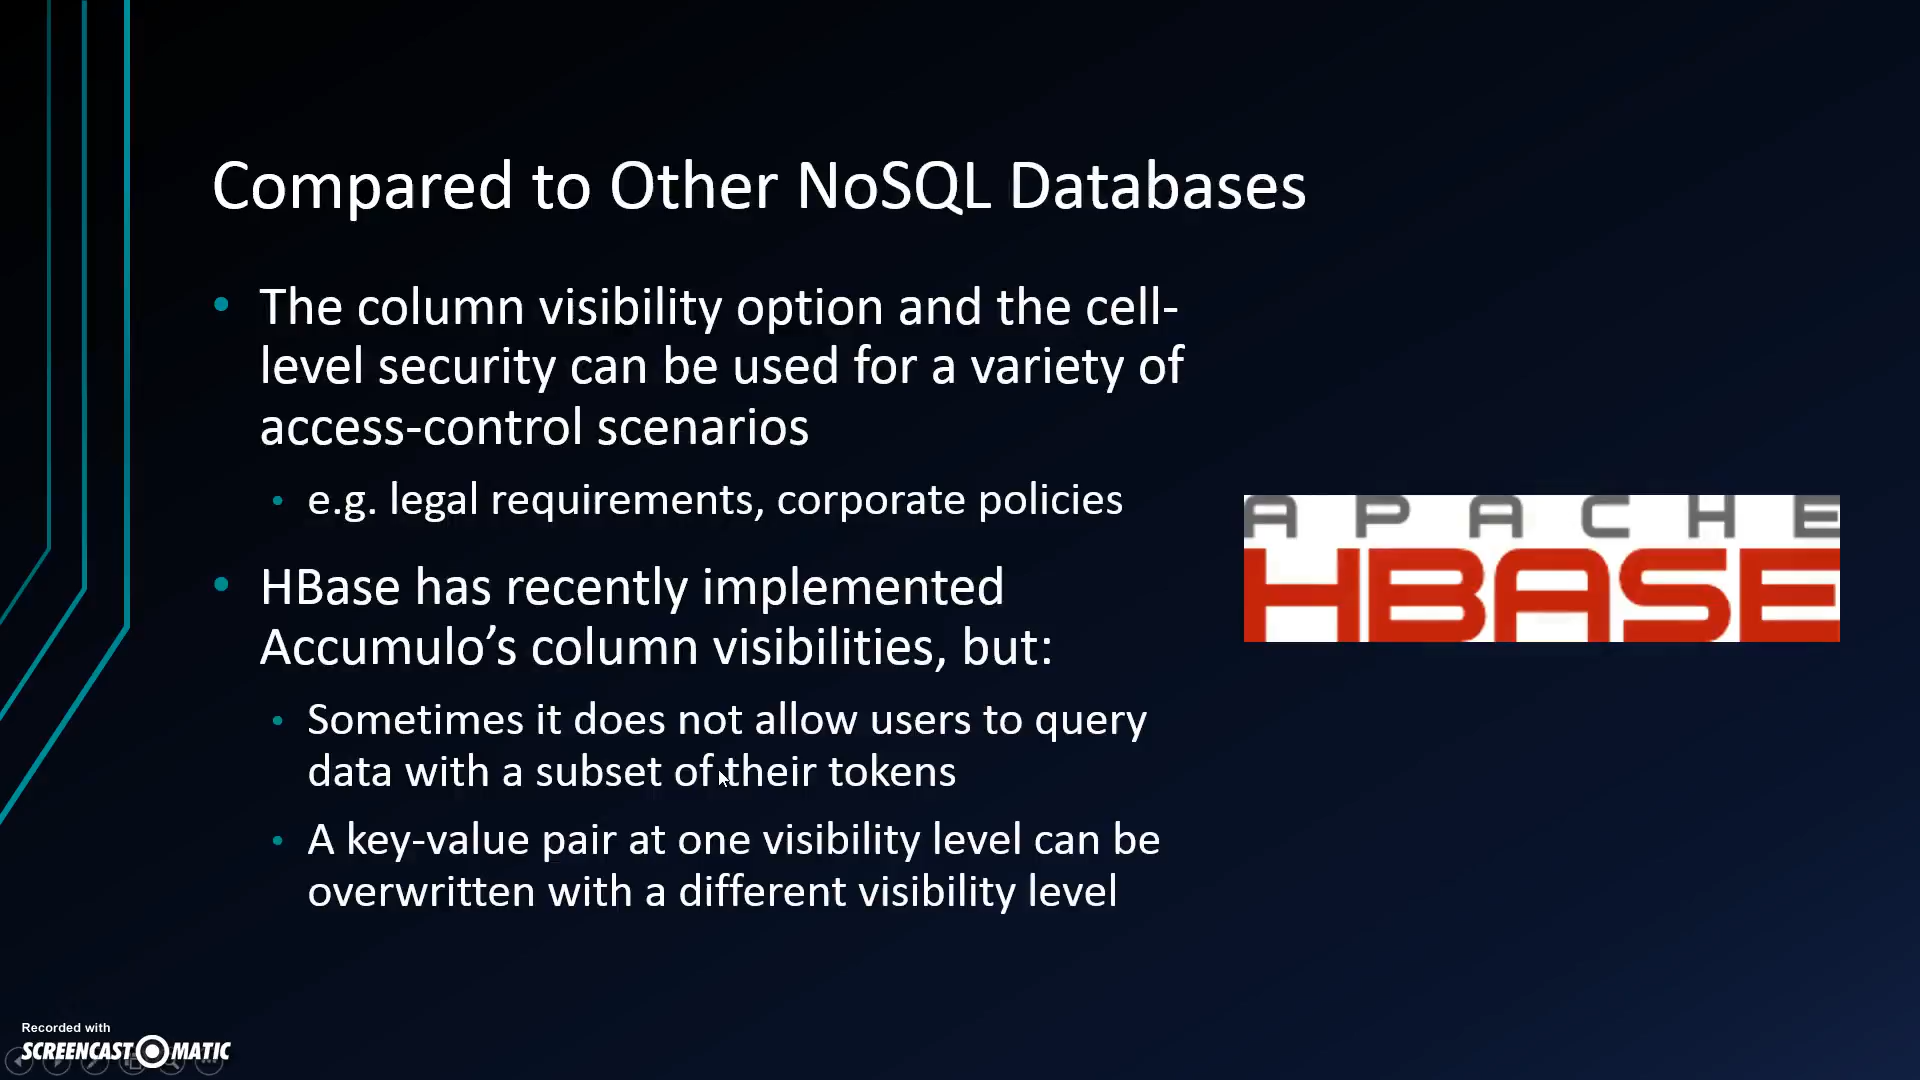 Compared to Other NoSQL Databases
• The column visibility option and the cell-
level security can be used for a variety of
access-control scenarios
• e.g. legal requirements, corporate policies
• HBase has recently implemented
Accumulo’s column visibilities, but:
• Sometimes it does not allow users to query
data with a subset of their tokens
• A key-value pair at one visibility level can be
overwritten with a different visibility level
APACHE
HBASE
Recorded with
SCREENCAST-O-MATIC